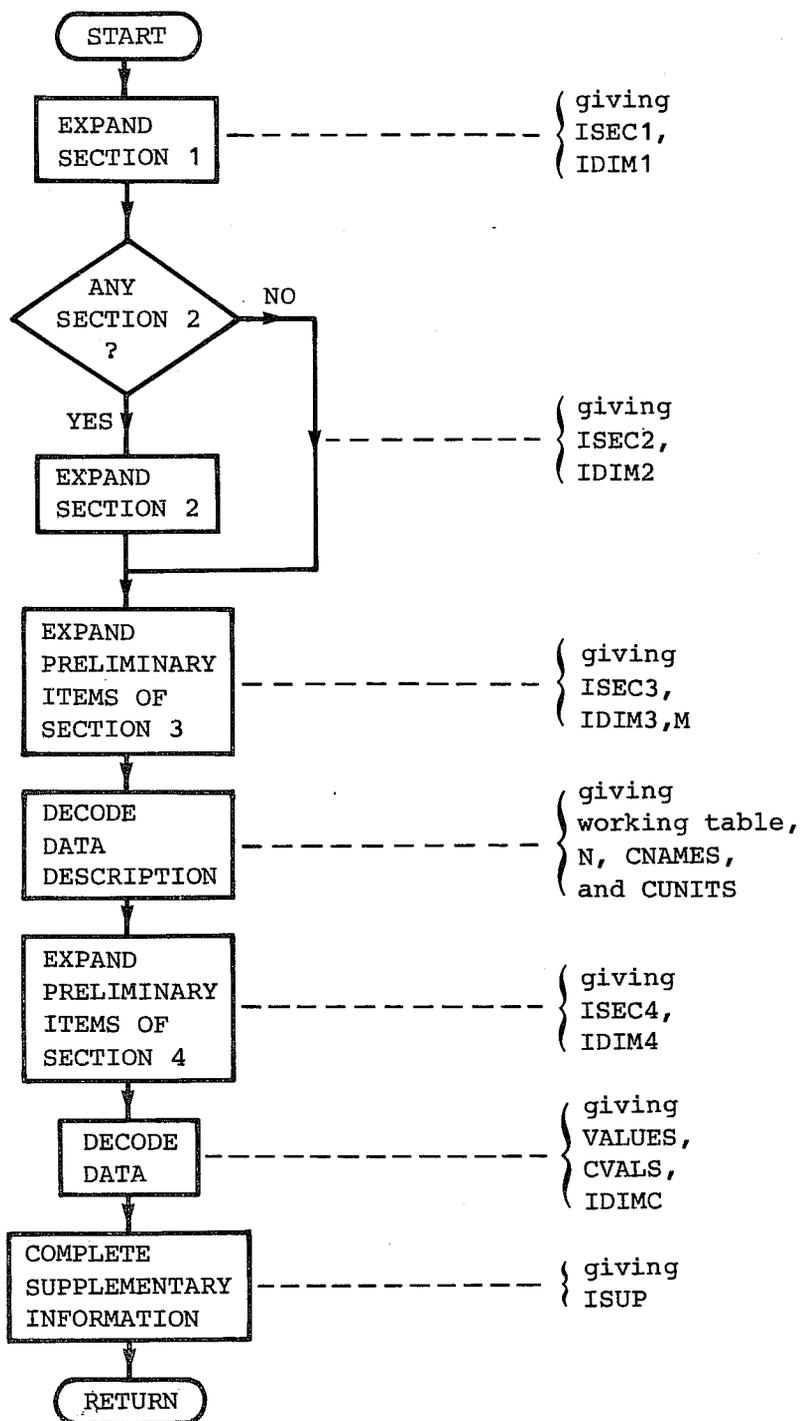 START
EXPAND
SECTION 1
giving
ISEC1,
IDIM1
ANY
SECTION 2
?
NO
YES
giving
ISEC2,
IDIM2
EXPAND
SECTION 2
EXPAND
PRELIMINARY
ITEMS OF
SECTION 3
giving
ISEC3,
IDIM3,M
DECODE
DATA
DESCRIPTION
giving
working table,
N, CNAMES,
and CUNITS
EXPAND
PRELIMINARY
ITEMS OF
SECTION 4
giving
ISEC4,
IDIM4
DECODE
DATA
giving
VALUES,
CVALS,
IDIMC
COMPLETE
SUPPLEMENTARY
INFORMATION
giving
ISUP
RETURN